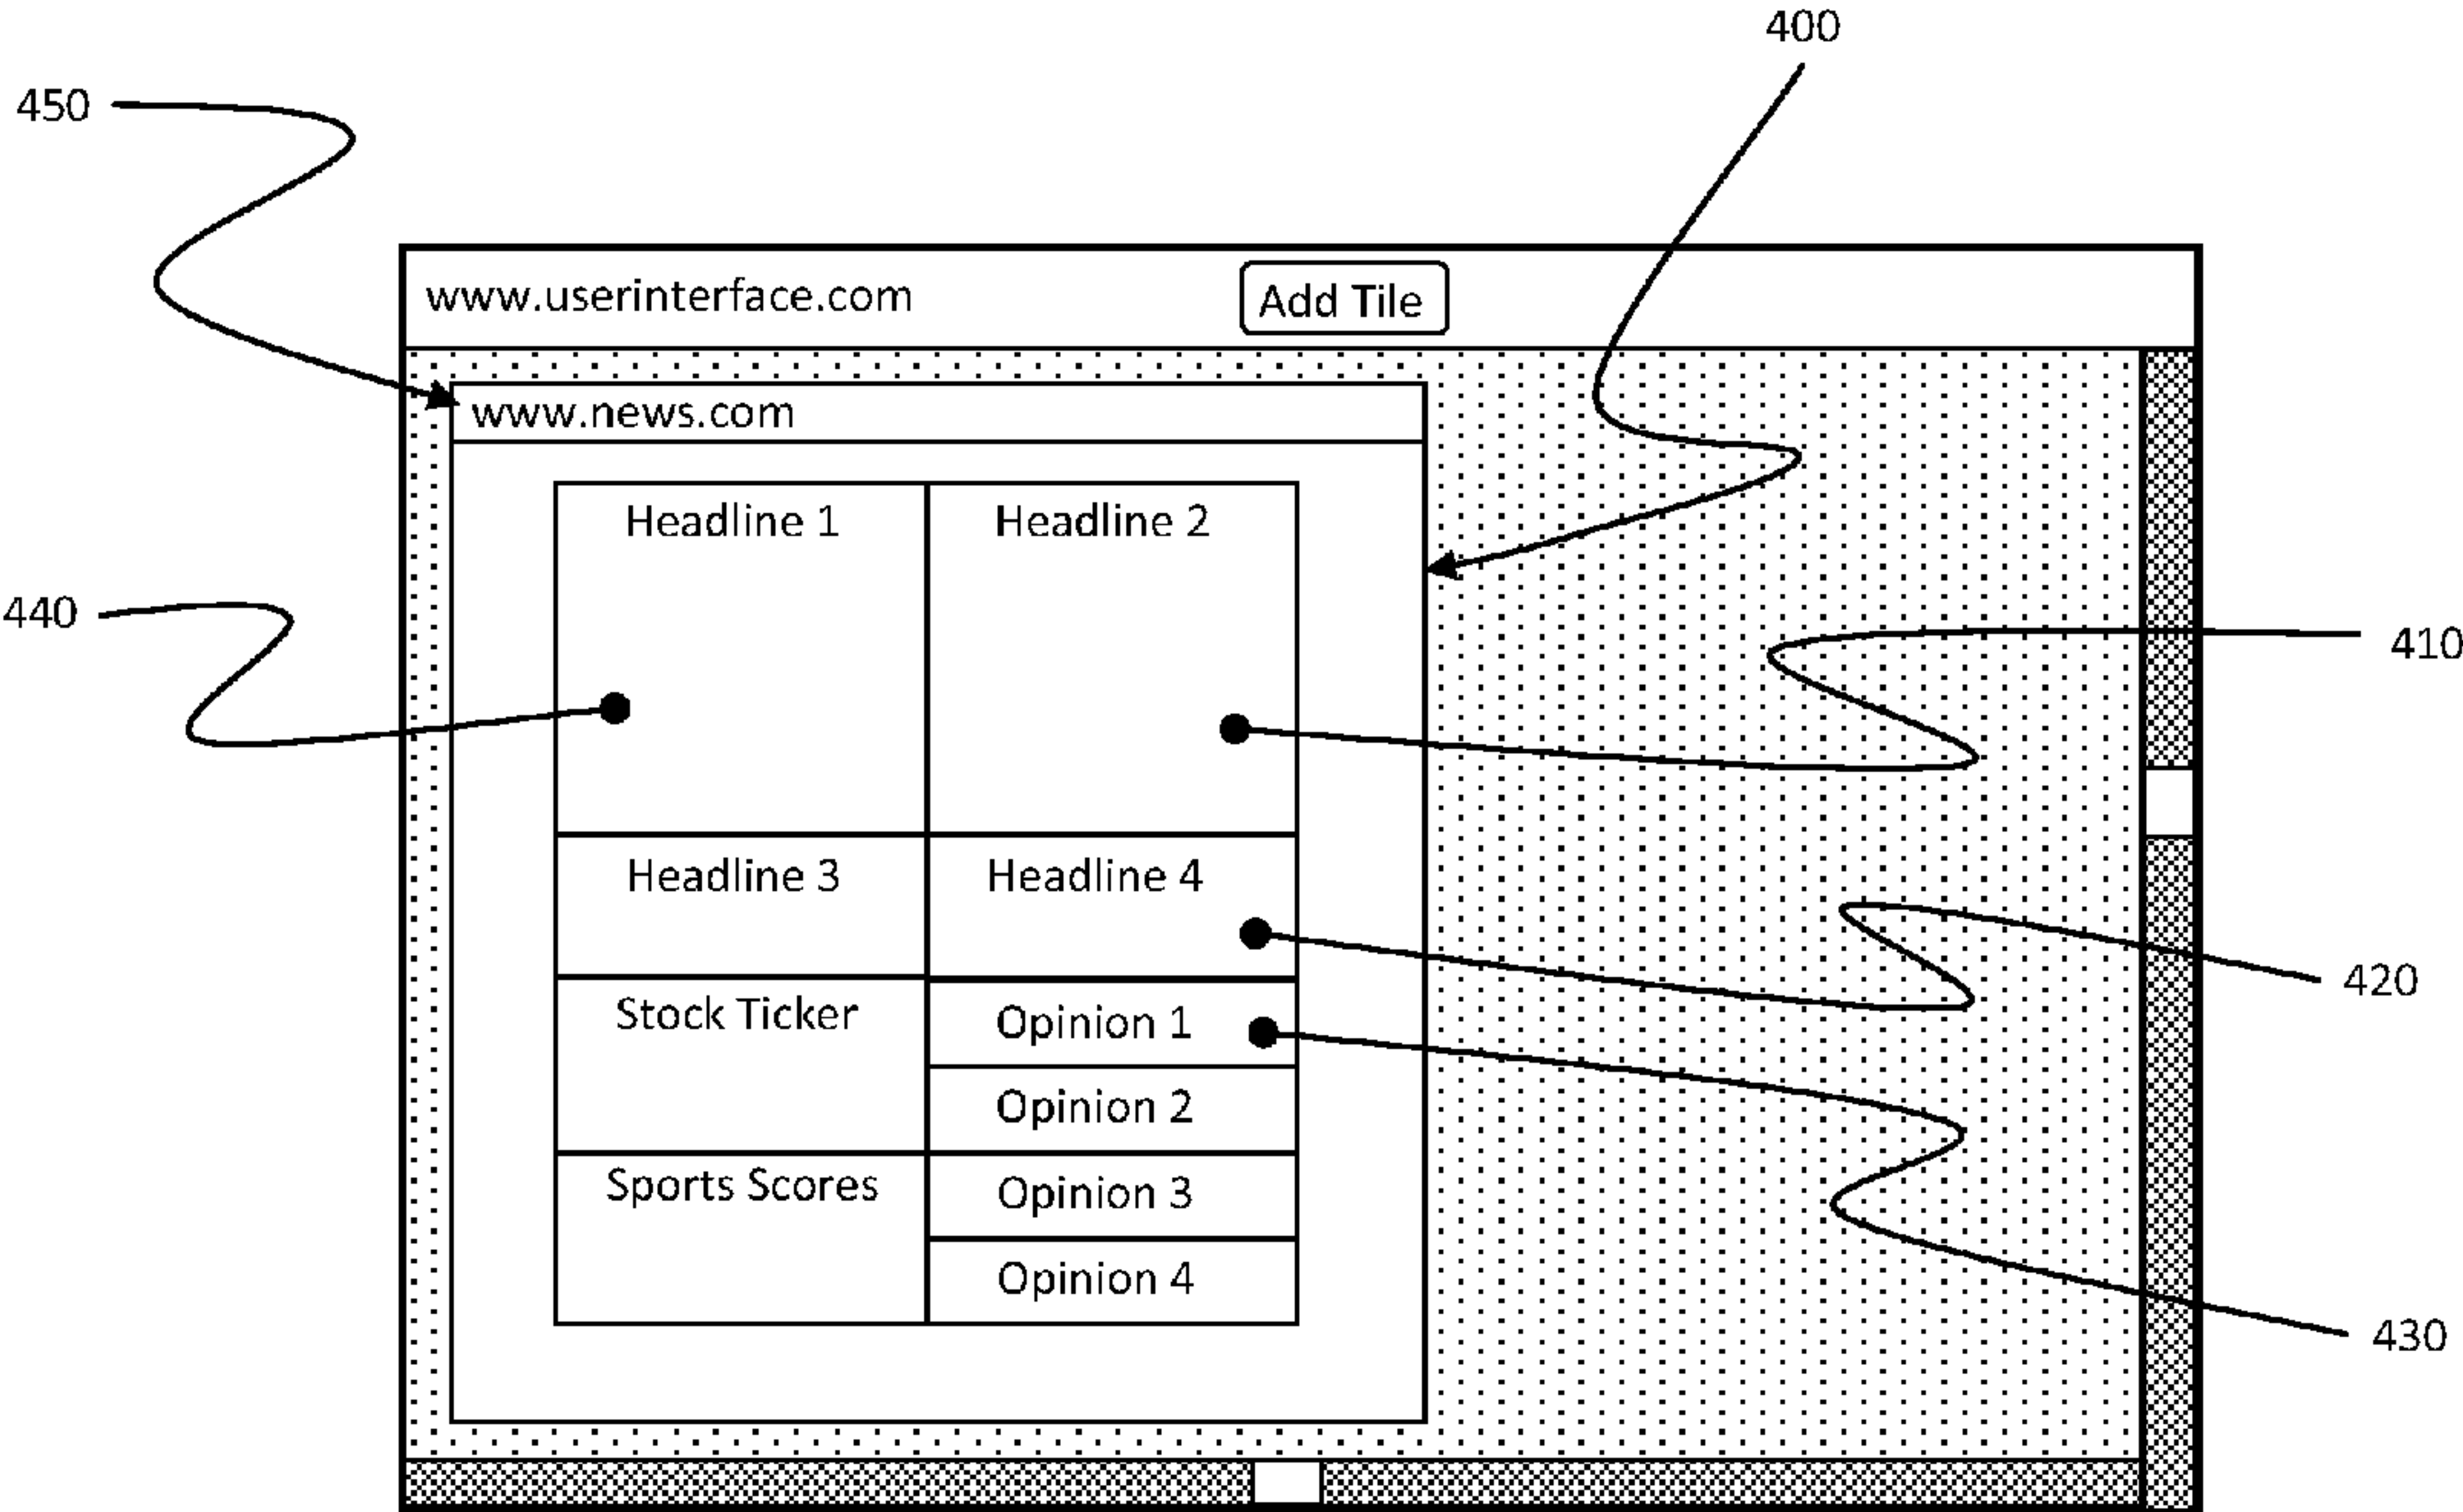 400
450
www.userinterface.com
Add Tile
www.news.com
Headline 1
Headline 2
440
410
Headline 3
Headline 4
420
Stock Ticker
Opinion 1
Opinion 2
Sports Scores
Opinion 3
Opinion 4
430